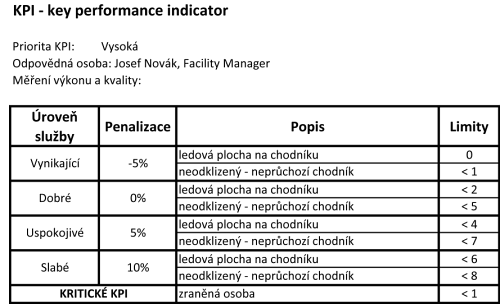 KPI - key performance indicator
Priorita KPI: Vysoká
Odpovědná osoba: Josef Novák, Facility Manager
Měření výkonu a kvality:
Úroveň služby Penalizace Popis Limity
Vynikající -5% ledová plocha na chodníku 0
neodklizený - neprůchozí chodník < 1
Dobré 0% ledová plocha na chodníku < 2
neodklizený - neprůchozí chodník < 5
Uspokojivé 5% ledová plocha na chodníku < 4
neodklizený - neprůchozí chodník < 7
Slabé 10% ledová plocha na chodníku < 6
neodklizený - neprůchozí chodník < 8
KRITICKÉ KPI zraněná osoba < 1